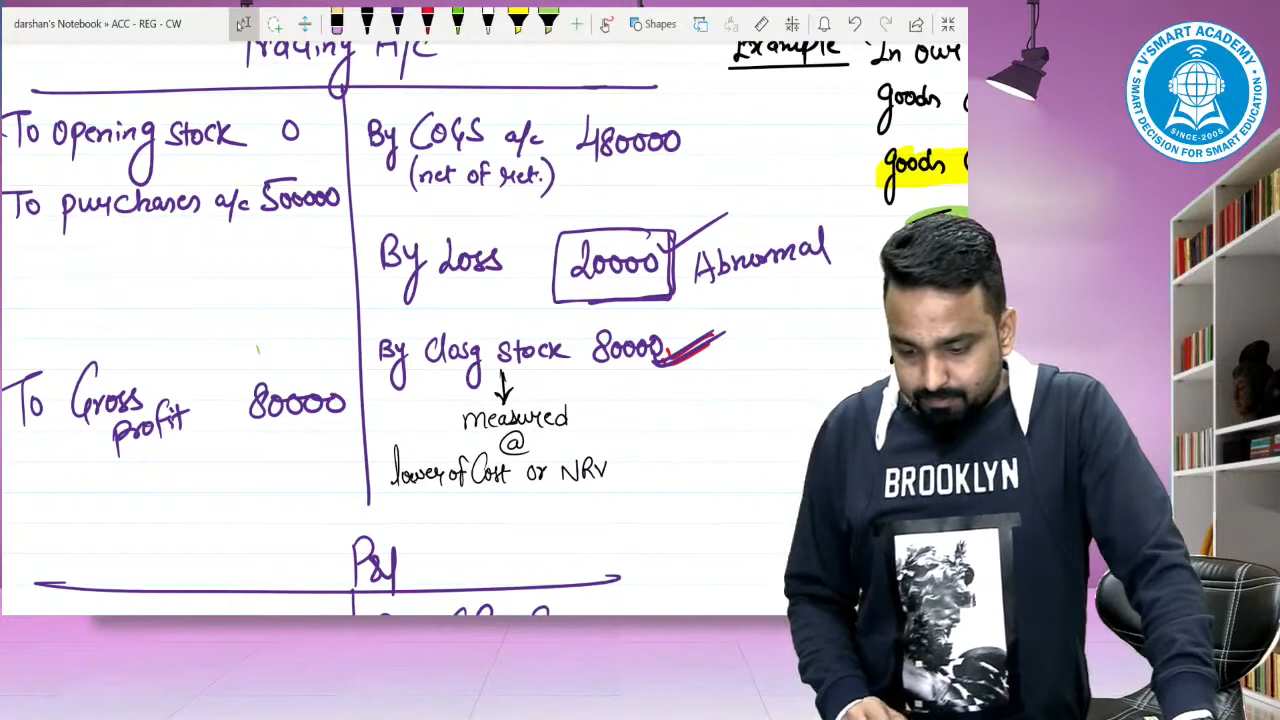 darshan's Notebook » ACC - REG - CW
Shapes
Trading A/C
To opening stock 0
To purchases a/c 500000
To Gross profit 80000
By COGS a/c 480000
(net of ret.)
By Loss 20000 Abnormal
By Closg stock 80000
measured
@
lower of Cost or NRV
P&L
Example
In our
goods
goods
V'SMART ACADEMY
SINCE-2005
SMART DECISION FOR SMART EDUCATION
BROOKLYN